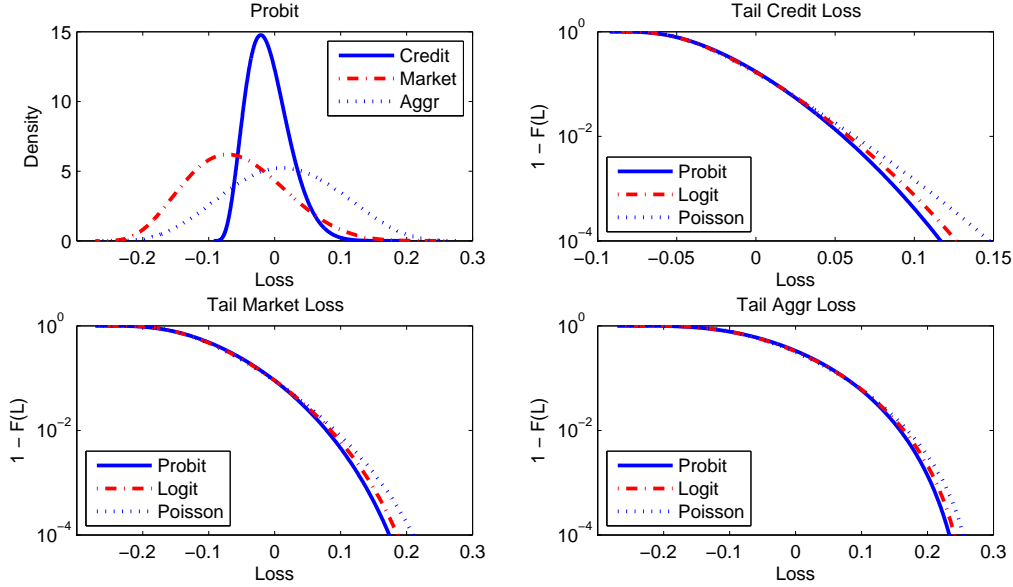 Probit
15
10
5
0
Density
−0.2
−0.1
0
0.1
0.2
0.3
Loss
Credit
Market
Aggr
Tail Credit Loss
10^0
10^−2
10^−4
1 − F(L)
−0.1
−0.05
0
0.05
0.1
0.15
Loss
Probit
Logit
Poisson
Tail Market Loss
10^0
10^−2
10^−4
1 − F(L)
−0.2
−0.1
0
0.1
0.2
0.3
Loss
Probit
Logit
Poisson
Tail Aggr Loss
10^0
10^−2
10^−4
1 − F(L)
−0.2
−0.1
0
0.1
0.2
0.3
Loss
Probit
Logit
Poisson